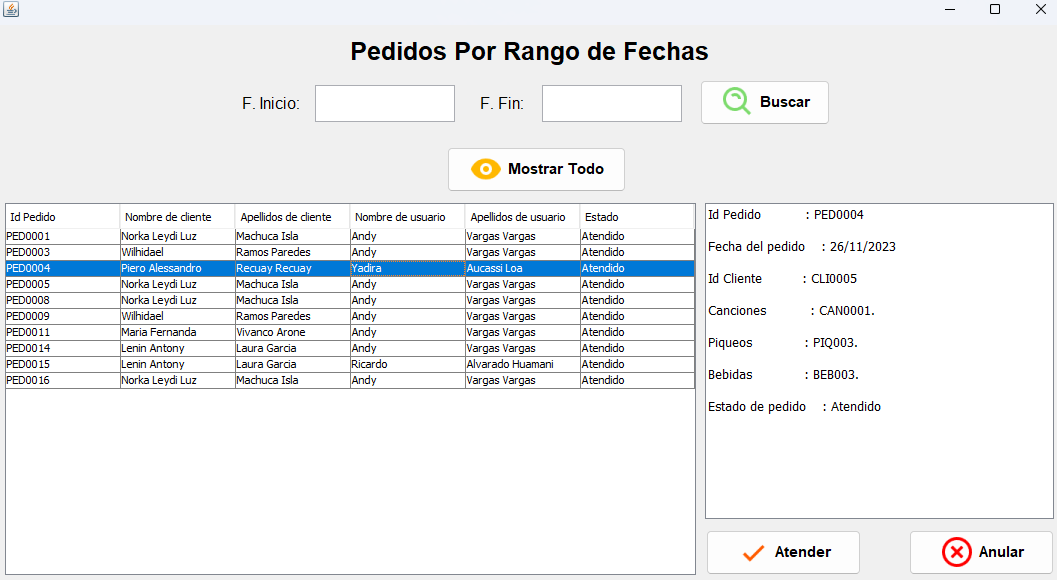 Pedidos Por Rango de Fechas
F. Inicio: F. Fin: Buscar
Mostrar Todo
Id Pedido Nombre de cliente Apellidos de cliente Nombre de usuario Apellidos de usuario Estado
PED0001 Norka Leydi Luz Machuca Isla Andy Vargas Vargas Atendido
PED0003 Wilhidael Ramos Paredes Andy Vargas Vargas Atendido
PED0004 Piero Alessandro Recuay Recuay Yadira Aucassi Loa Atendido
PED0005 Norka Leydi Luz Machuca Isla Andy Vargas Vargas Atendido
PED0008 Norka Leydi Luz Machuca Isla Andy Vargas Vargas Atendido
PED0009 Wilhidael Ramos Paredes Andy Vargas Vargas Atendido
PED0011 Maria Fernanda Vivanco Arone Andy Vargas Vargas Atendido
PED0014 Lenin Antony Laura Garcia Andy Vargas Vargas Atendido
PED0015 Lenin Antony Laura Garcia Ricardo Alvarado Huamani Atendido
PED0016 Norka Leydi Luz Machuca Isla Andy Vargas Vargas Atendido
Id Pedido : PED0004
Fecha del pedido : 26/11/2023
Id Cliente : CLI0005
Canciones : CAN0001.
Piqueos : PIQ003.
Bebidas : BEB003.
Estado de pedido : Atendido
Atender Anular